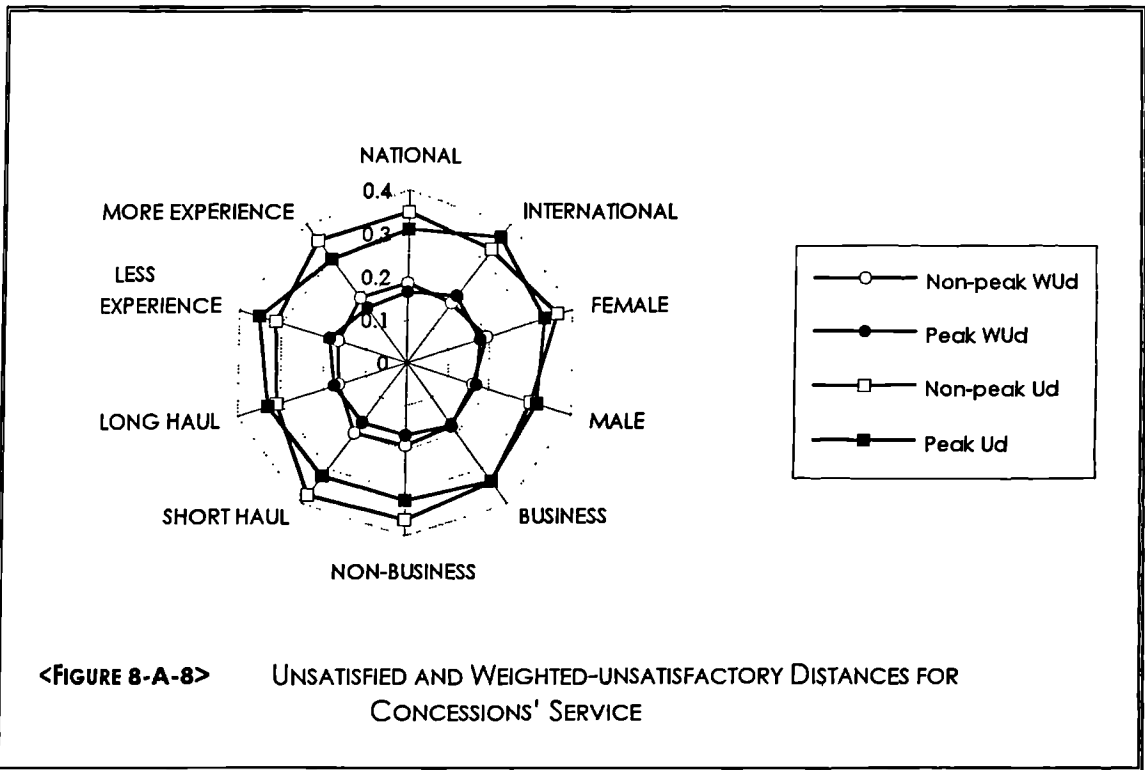 NATIONAL
0.4
MORE EXPERIENCE
INTERNATIONAL
0.3
LESS
EXPERIENCE
0.2
FEMALE
0.1
0
LONG HAUL
MALE
SHORT HAUL
BUSINESS
NON-BUSINESS
Non-peak WUd
Peak WUd
Non-peak Ud
Peak Ud
<FIGURE 8-A-8> UNSATISFIED AND WEIGHTED-UNSATISFACTORY DISTANCES FOR
CONCESSIONS' SERVICE